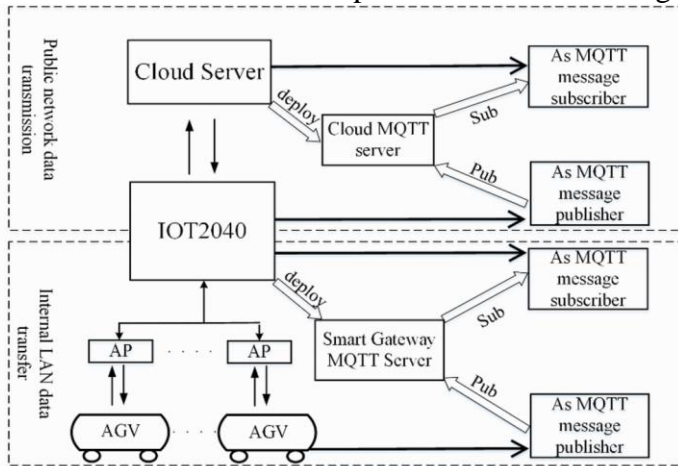 Public network data
transmission
Cloud Server
deploy
Cloud MQTT
server
Sub
Pub
As MQTT
message
subscriber
As MQTT
message
publisher
IOT2040
Internal LAN data
transfer
deploy
Smart Gateway
MQTT Server
Sub
Pub
As MQTT
message
subscriber
As MQTT
message
publisher
AP
AP
AGV
AGV